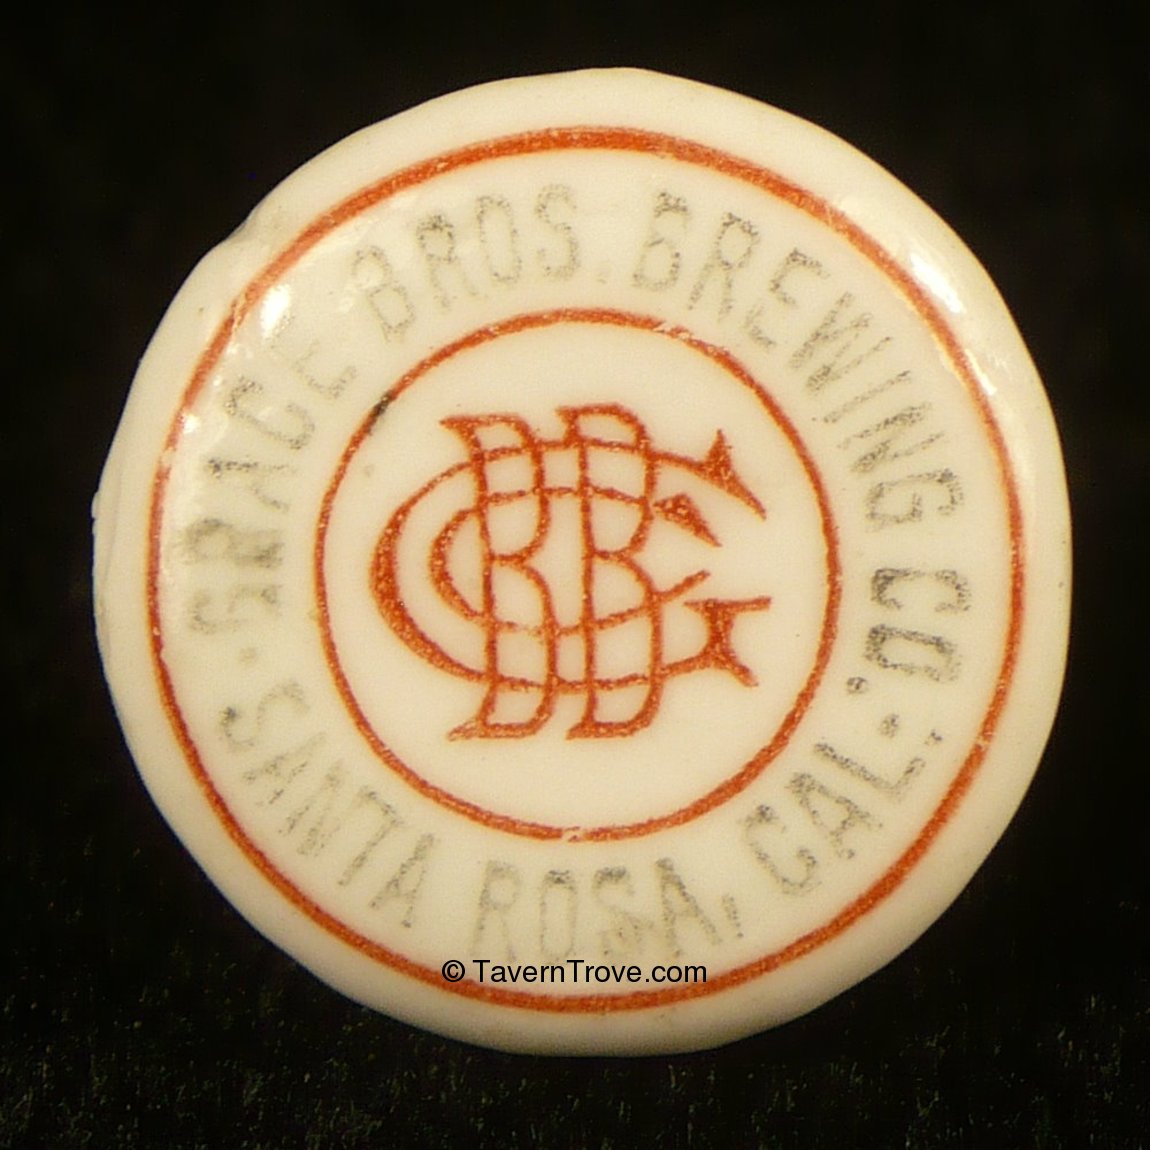 GRACE BROS. BREWING CO.
SANTA ROSA, CAL.
GBBC
© TavernTrove.com